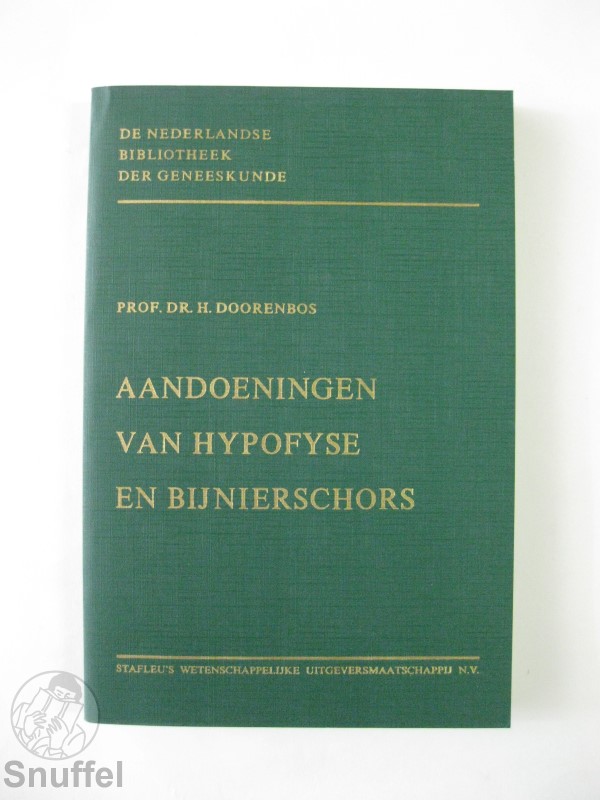 DE NEDERLANDSE
BIBLIOTHEEK
DER GENEESKUNDE
PROF. DR. H. DOORENBOS
AANDOENINGEN
VAN HYPOFYSE
EN BIJNIERSCHORS
STAFLEU'S WETENSCHAPPELIJKE UITGEVERSMAATSCHAPPIJ N.V.
Snuffel